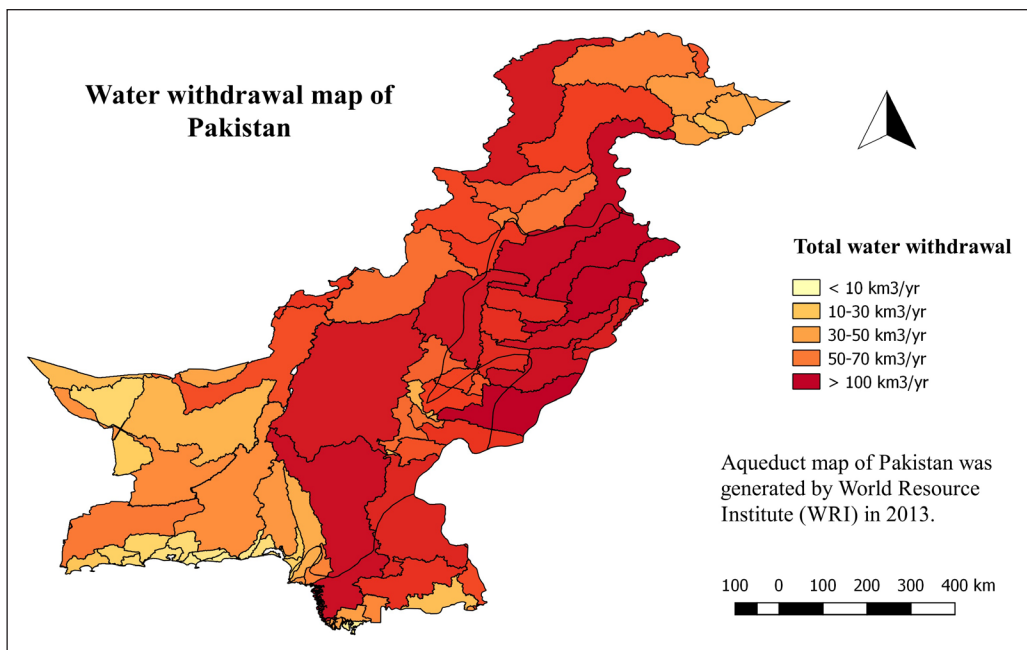 Water withdrawal map of
Pakistan
Total water withdrawal
< 10 km3/yr
10-30 km3/yr
30-50 km3/yr
50-70 km3/yr
> 100 km3/yr
Aqueduct map of Pakistan was
generated by World Resource
Institute (WRI) in 2013.
100 0 100 200 300 400 km